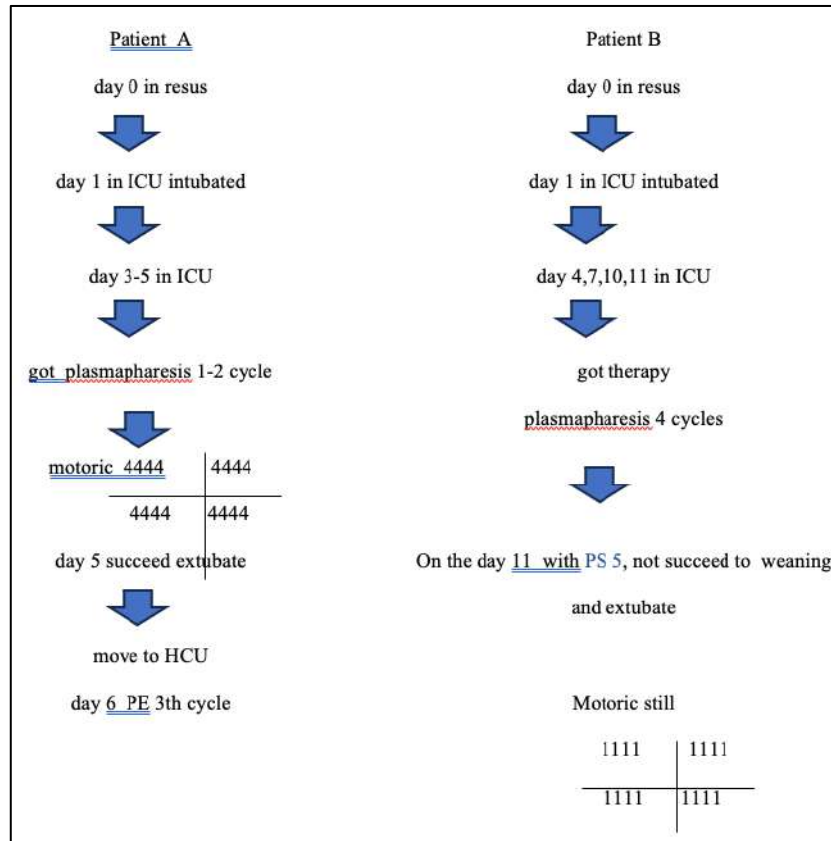 Patient A
day 0 in resus
day 1 in ICU intubated
day 3-5 in ICU
got plasmapharesis 1-2 cycle
motoric 4444 4444
4444 4444
day 5 succeed extubate
move to HCU
day 6 PE 3th cycle
Patient B
day 0 in resus
day 1 in ICU intubated
day 4,7,10,11 in ICU
got therapy
plasmapharesis 4 cycles
On the day 11 with PS 5, not succeed to weaning
and extubate
Motoric still
1111 1111
1111 1111